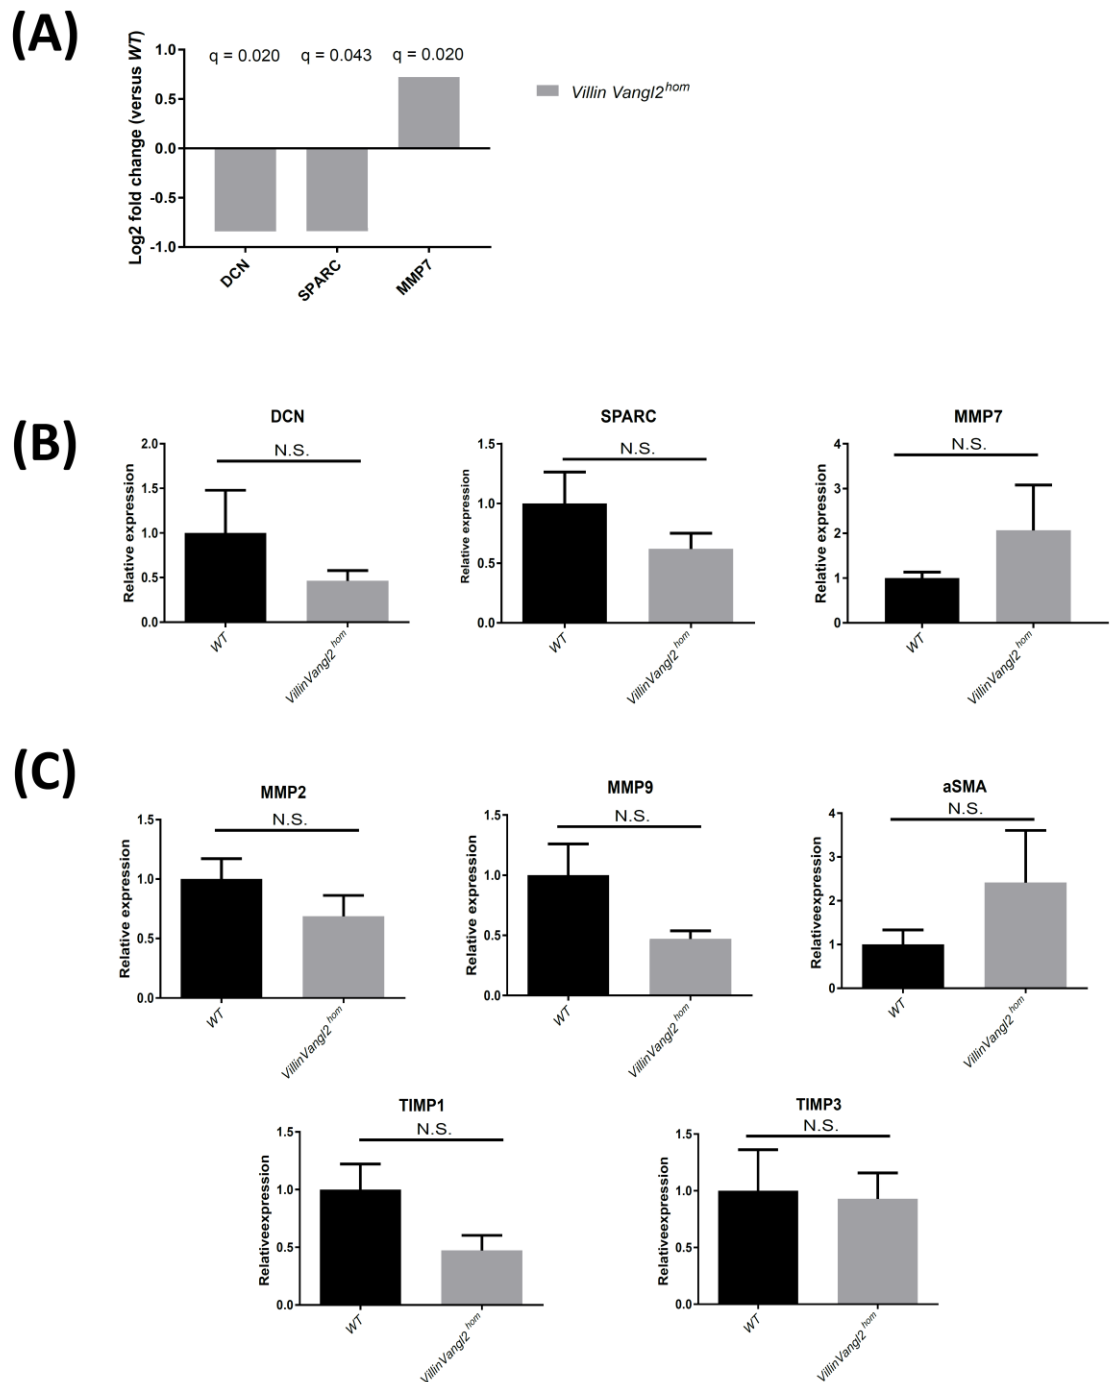 (A)
Log2 fold change (versus WT)
1.0
0.5
0.0
-0.5
-1.0
q = 0.020 q = 0.043 q = 0.020
DCN
SPARC
MMP7
Villin Vangl2hom
(B)
DCN
N.S.
Relative expression
2.0
1.5
1.0
0.5
0.0
WT
VillinVangl2hom
SPARC
N.S.
Relative expression
1.5
1.0
0.5
0.0
WT
VillinVangl2hom
MMP7
N.S.
Relative expression
4
3
2
1
0
WT
VillinVangl2hom
(C)
MMP2
N.S.
Relative expression
1.5
1.0
0.5
0.0
WT
VillinVangl2hom
MMP9
N.S.
Relative expression
1.5
1.0
0.5
0.0
WT
VillinVangl2hom
aSMA
N.S.
Relativeexpression
4
3
2
1
0
WT
VillinVangl2hom
TIMP1
N.S.
Relativeexpression
1.5
1.0
0.5
0.0
WT
VillinVangl2hom
TIMP3
N.S.
Relativeexpression
1.5
1.0
0.5
0.0
WT
VillinVangl2hom